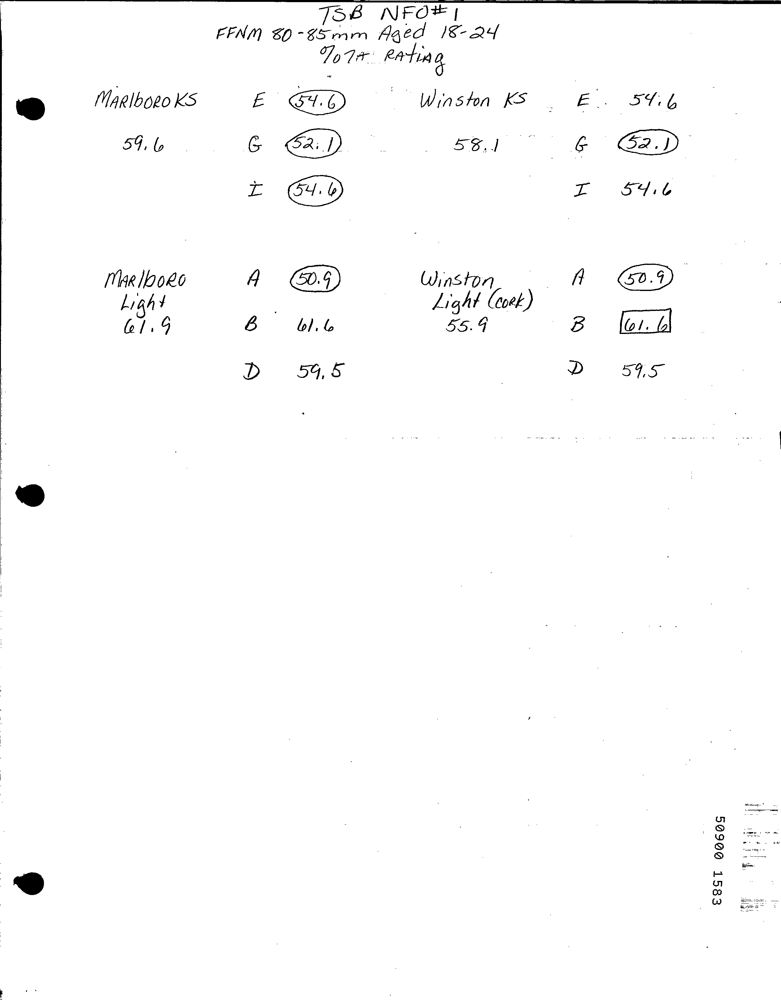 TSB NFO#1
FFNM 80-85mm Aged 18-24
%07A RATING
MARlboRO KS E 54.6 Winston KS E 54.6
59.6 G 52.1 58.1 G 52.1
I 54.6 I 54.6
MARlboRO A 50.9 Winston A 50.9
Light Light (CORK)
61.9 B 61.6 55.9 B 61.6
D 59.5 D 59.5
50900 1583